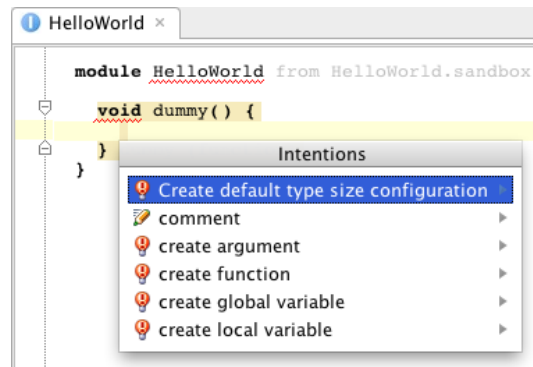 HelloWorld ×
module HelloWorld from HelloWorld.sandbox
void dummy() {
}
}
Intentions
Create default type size configuration
comment
create argument
create function
create global variable
create local variable